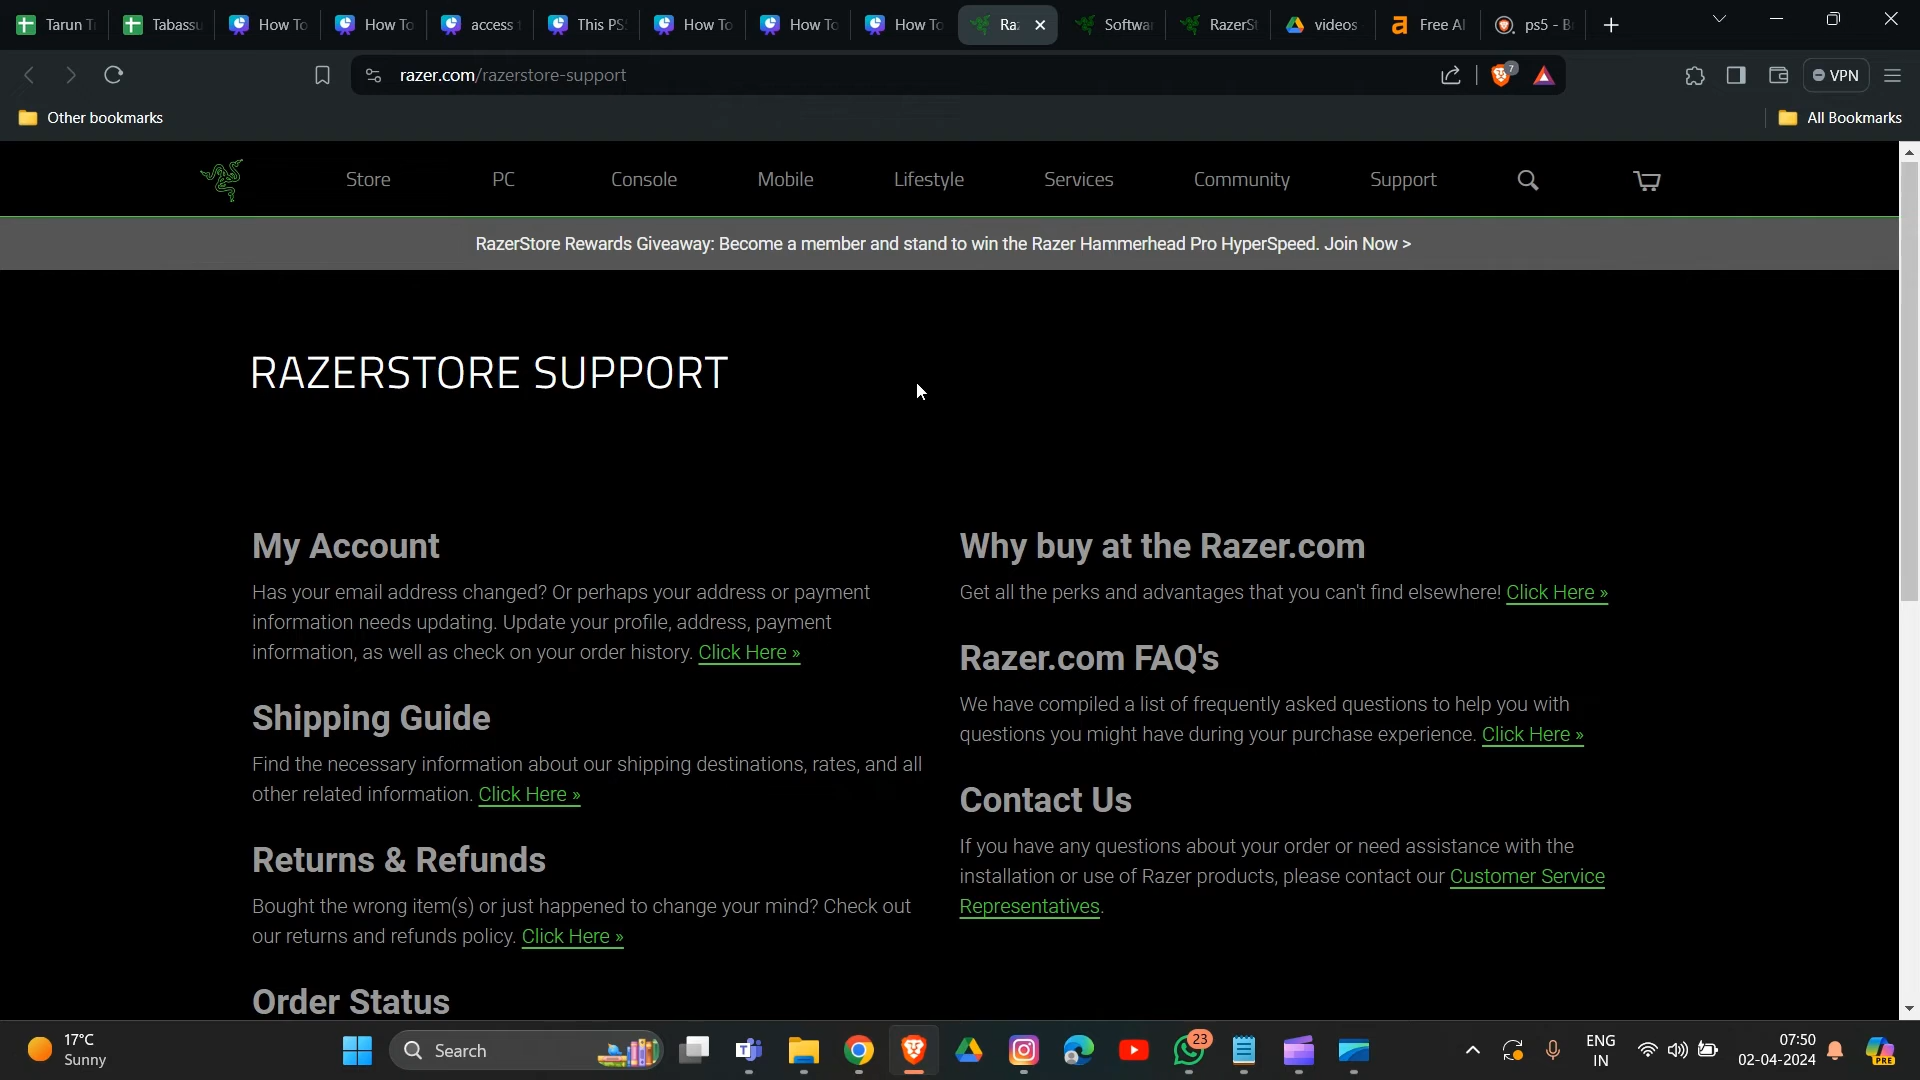 Tarun Ti
Tabassu
How To
How To
access t
This PS
How To
How To
How To
Ra
Softwa
RazerSt
videos
Free AI
ps5 - B
razer.com/razerstore-support
7
VPN
Other bookmarks
All Bookmarks
Store
PC
Console
Mobile
Lifestyle
Services
Community
Support
RazerStore Rewards Giveaway: Become a member and stand to win the Razer Hammerhead Pro HyperSpeed. Join Now >
RAZERSTORE SUPPORT
My Account
Has your email address changed? Or perhaps your address or payment
information needs updating. Update your profile, address, payment
information, as well as check on your order history. Click Here »
Shipping Guide
Find the necessary information about our shipping destinations, rates, and all
other related information. Click Here »
Returns & Refunds
Bought the wrong item(s) or just happened to change your mind? Check out
our returns and refunds policy. Click Here »
Order Status
Why buy at the Razer.com
Get all the perks and advantages that you can't find elsewhere! Click Here »
Razer.com FAQ's
We have compiled a list of frequently asked questions to help you with
questions you might have during your purchase experience. Click Here »
Contact Us
If you have any questions about your order or need assistance with the
installation or use of Razer products, please contact our Customer Service
Representatives.
17°C
Sunny
Search
23
ENG
IN
07:50
02-04-2024
PRE